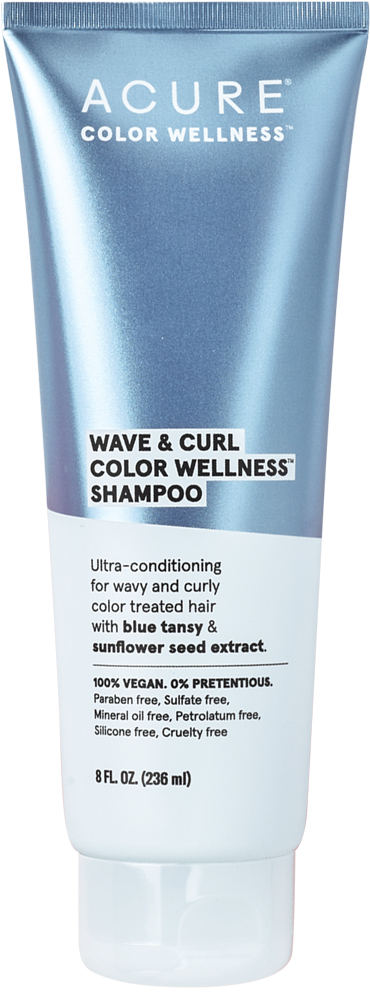 ACURE®
COLOR WELLNESS™
WAVE & CURL
COLOR WELLNESS™
SHAMPOO
Ultra-conditioning
for wavy and curly
color treated hair
with blue tansy &
sunflower seed extract.
100% VEGAN. 0% PRETENTIOUS.
Paraben free, Sulfate free,
Mineral oil free, Petrolatum free,
Silicone free, Cruelty free
8 FL. OZ. (236 ml)